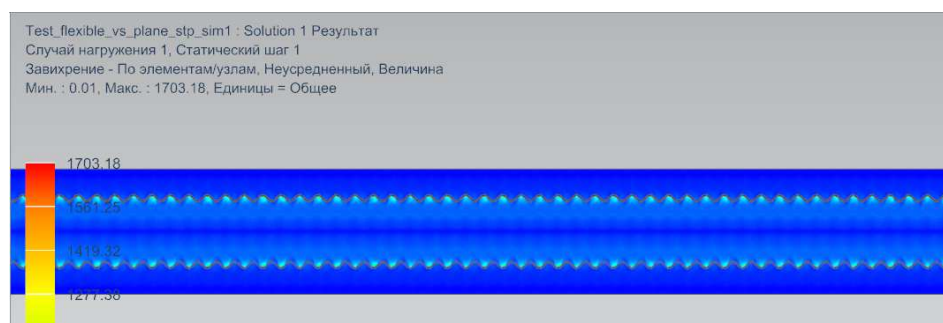 Test_flexible_vs_plane_stp_sim1 : Solution 1 Результат
Случай нагружения 1, Статический шаг 1
Завихрение - По элементам/узлам, Неусредненный, Величина
Мин. : 0.01, Макс. : 1703.18, Единицы = Общее
1703.18
1561.25
1419.32
1277.38